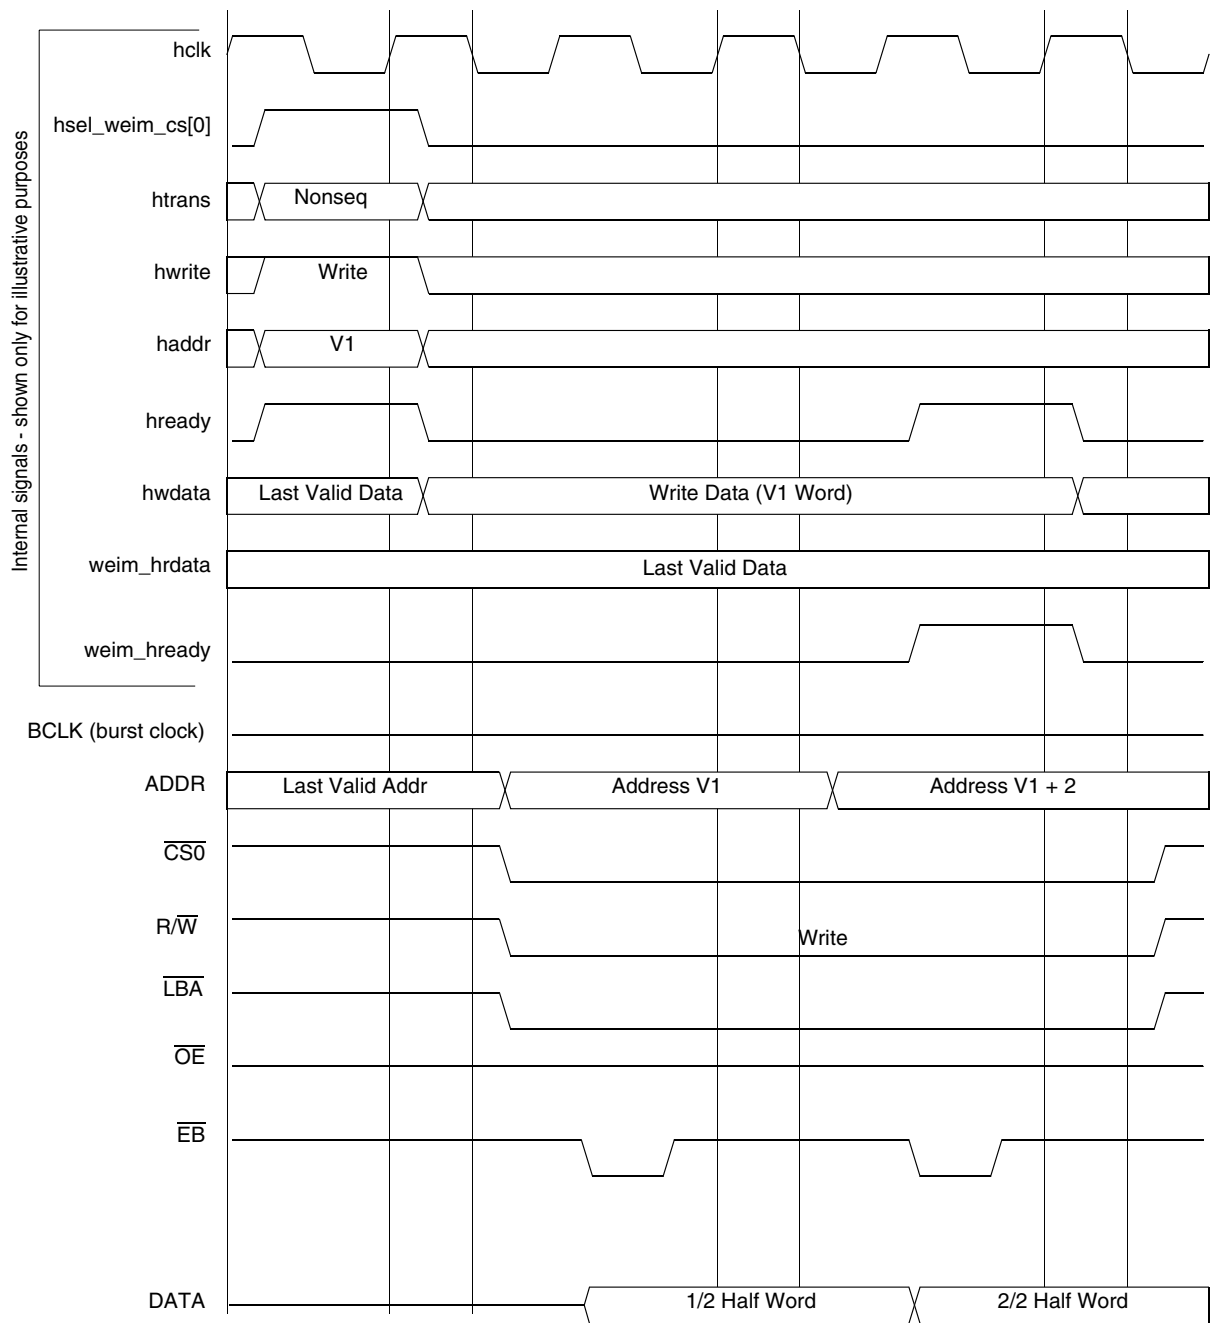 Internal signals - shown only for illustrative purposes
hclk
hsel_weim_cs[0]
htrans Nonseq
hwrite Write
haddr V1
hready
hwdata Last Valid Data Write Data (V1 Word)
weim_hrdata Last Valid Data
weim_hready
BCLK (burst clock)
ADDR Last Valid Addr Address V1 Address V1 + 2
CS0
R/W Write
LBA
OE
EB
DATA 1/2 Half Word 2/2 Half Word